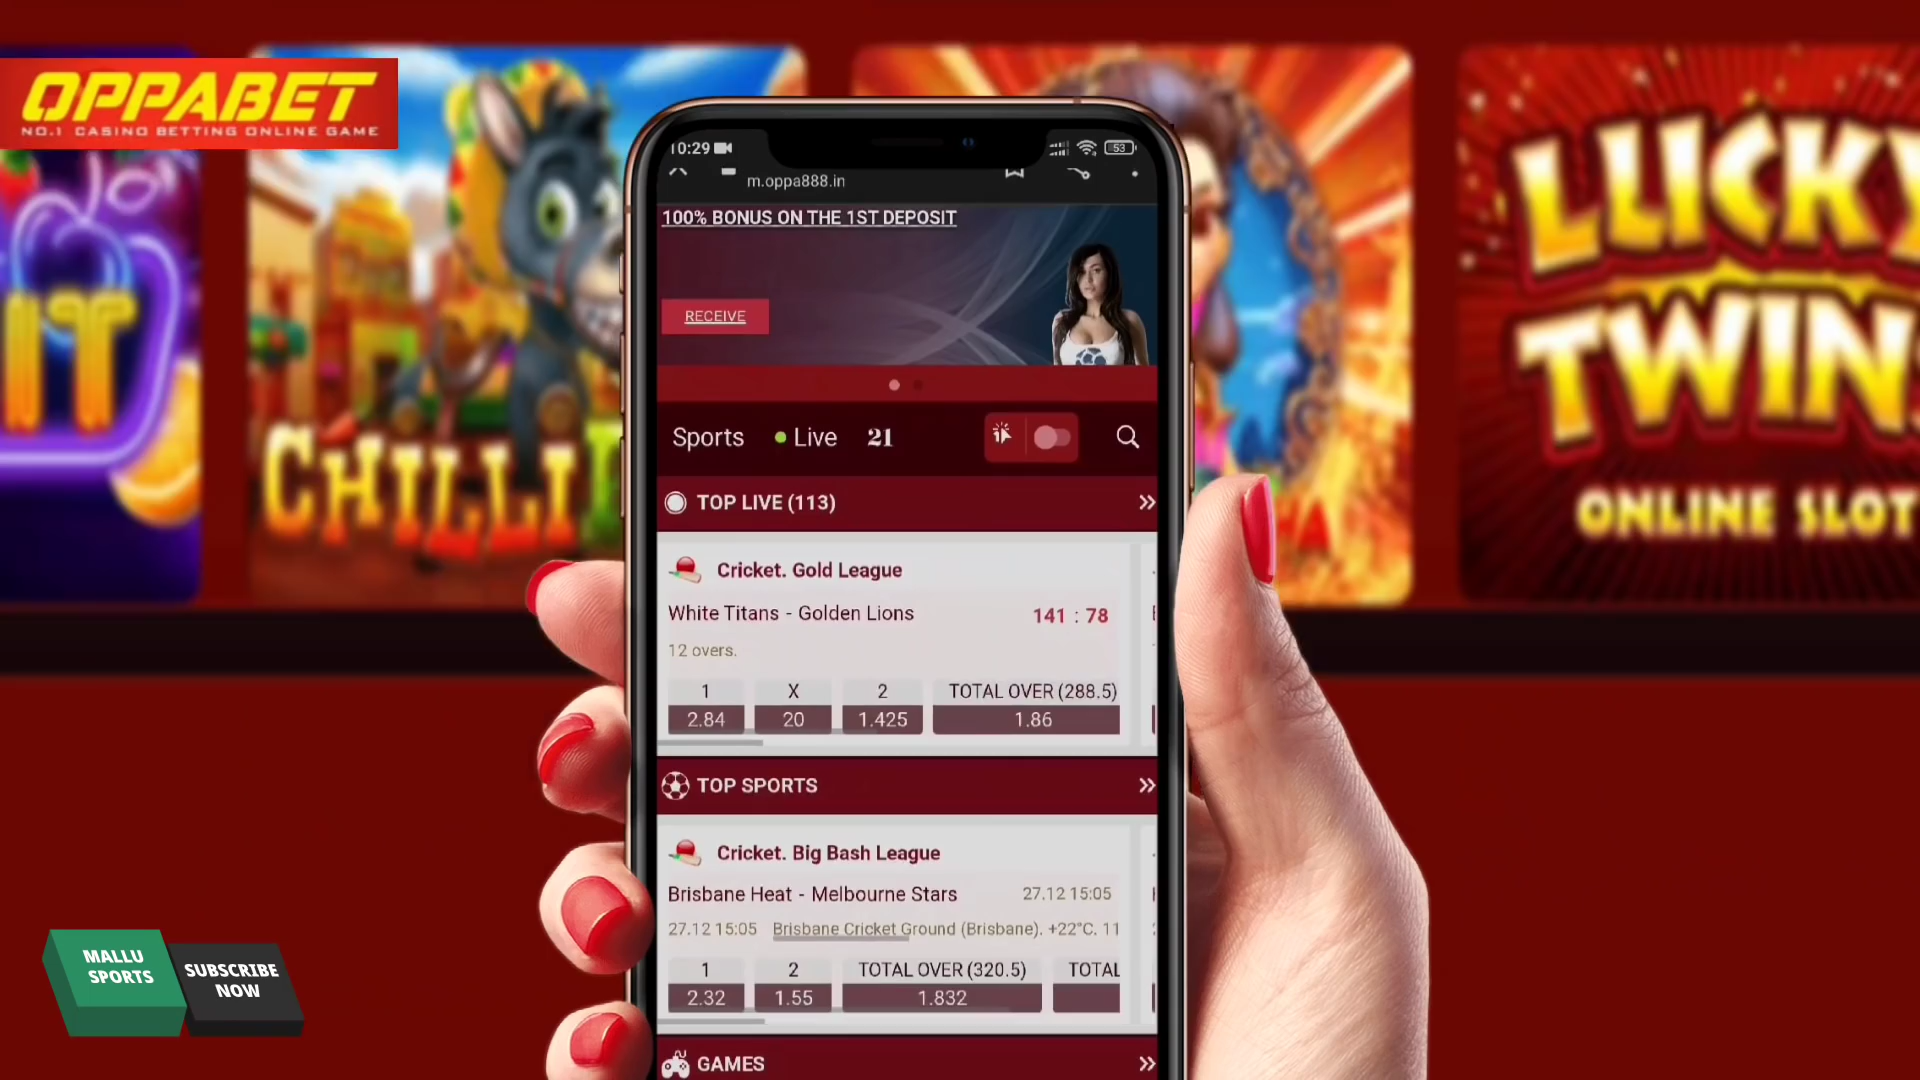 OPPABET
NO.1 CASINO BETTING ONLINE GAME
IT
CHILLI
LUCKY
TWINS
ONLINE SLOT
10:29
53
m.oppa888.in
100% BONUS ON THE 1ST DEPOSIT
RECEIVE
Sports Live 21
TOP LIVE (113)
Cricket. Gold League
White Titans - Golden Lions 141 : 78
12 overs.
1 X 2 TOTAL OVER (288.5)
2.84 20 1.425 1.86
TOP SPORTS
Cricket. Big Bash League
Brisbane Heat - Melbourne Stars 27.12 15:05
27.12 15:05 Brisbane Cricket Ground (Brisbane). +22°C. 11
1 2 TOTAL OVER (320.5) TOTAL
2.32 1.55 1.832
GAMES
MALLU
SPORTS
SUBSCRIBE
NOW